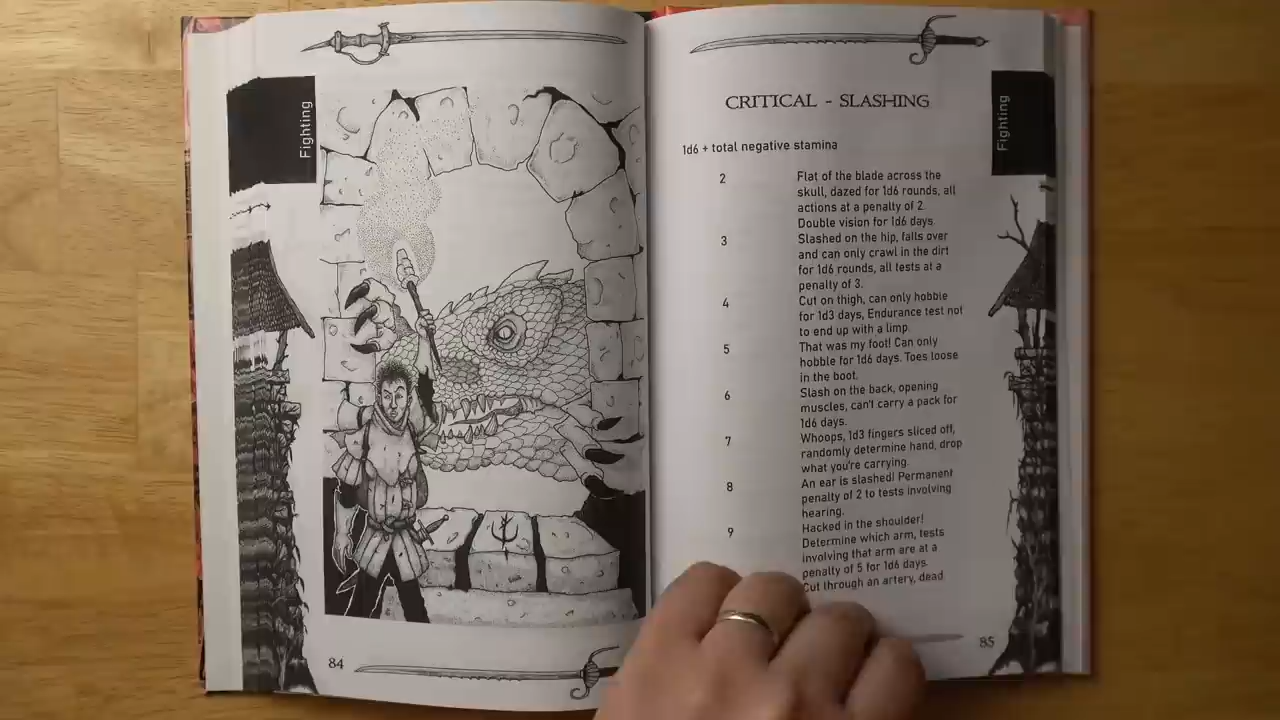 Fighting
84
CRITICAL - SLASHING
1d6 + total negative stamina
2 Flat of the blade across the
skull, dazed for 1d6 rounds, all
actions at a penalty of 2.
Double vision for 1d6 days.
3 Slashed on the hip, falls over
and can only crawl in the dirt
for 1d6 rounds, all tests at a
penalty of 3.
4 Cut on thigh, can only hobble
for 1d3 days, Endurance test not
to end up with a limp.
5 That was my foot! Can only
hobble for 1d6 days. Toes loose
in the boot.
6 Slash on the back, opening
muscles, can't carry a pack for
1d6 days.
7 Whoops, 1d3 fingers sliced off,
randomly determine hand, drop
what you're carrying.
8 An ear is slashed! Permanent
penalty of 2 to tests involving
hearing.
9 Hacked in the shoulder!
Determine which arm, tests
involving that arm are at a
penalty of 5 for 1d6 days.
Cut through an artery, dead
Fighting
85